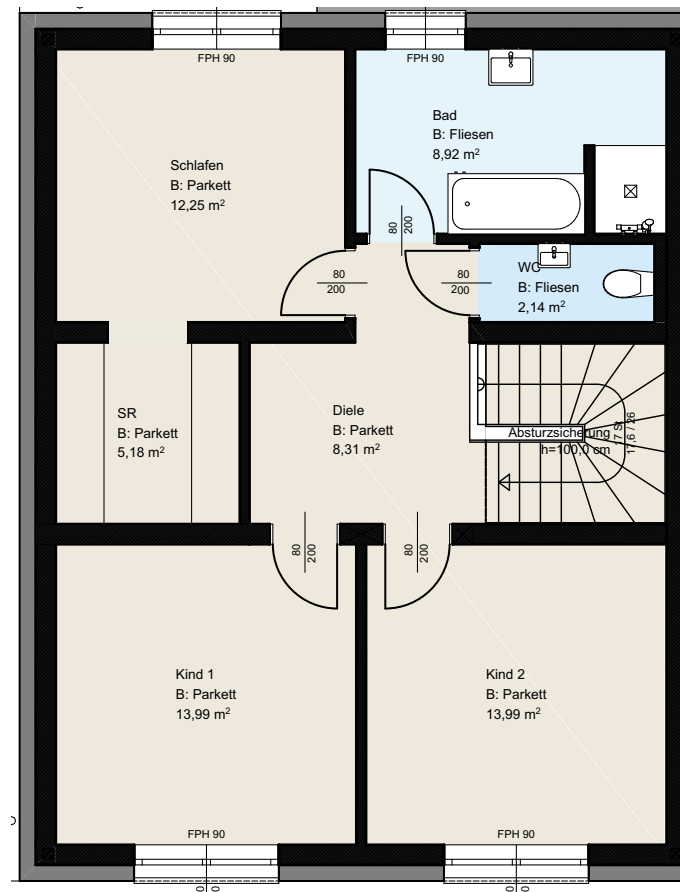 FPH 90
FPH 90
Bad
B: Fliesen
8,92 m²
Schlafen
B: Parkett
12,25 m²
80
200
80
200
80
200
WC
B: Fliesen
2,14 m²
SR
B: Parkett
5,18 m²
Diele
B: Parkett
8,31 m²
Absturzsicherung
h=100,0 cm
17 St
17,6 / 26
80
200
80
200
Kind 1
B: Parkett
13,99 m²
Kind 2
B: Parkett
13,99 m²
FPH 90
FPH 90